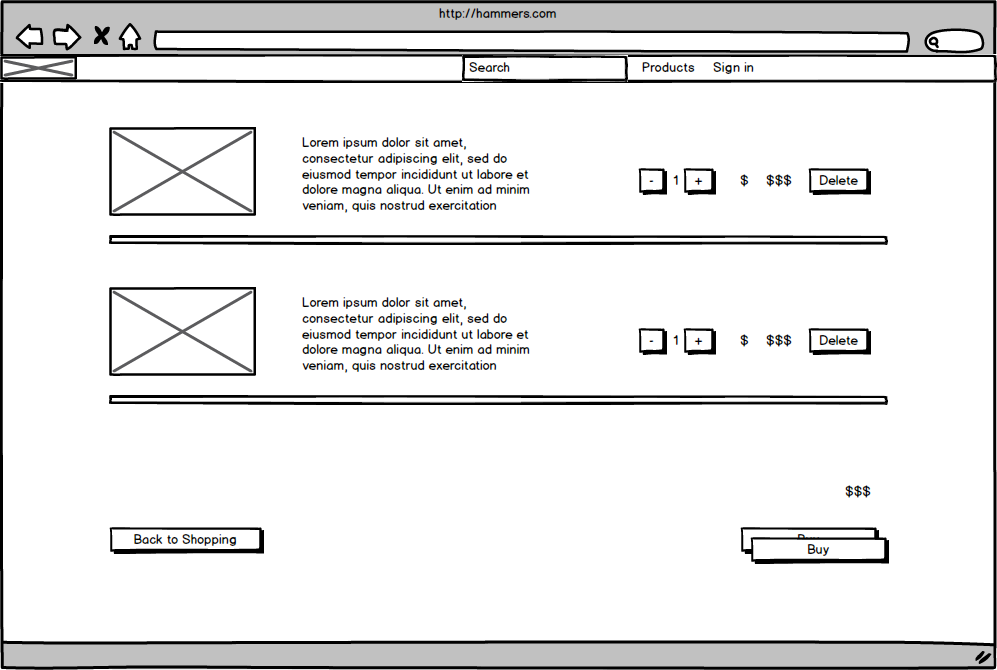 http://hammers.com
Search Products Sign in
Lorem ipsum dolor sit amet,
consectetur adipiscing elit, sed do
eiusmod tempor incididunt ut labore et
dolore magna aliqua. Ut enim ad minim
veniam, quis nostrud exercitation
- 1 + $ $$$ Delete
Lorem ipsum dolor sit amet,
consectetur adipiscing elit, sed do
eiusmod tempor incididunt ut labore et
dolore magna aliqua. Ut enim ad minim
veniam, quis nostrud exercitation
- 1 + $ $$$ Delete
$$$
Back to Shopping
Buy